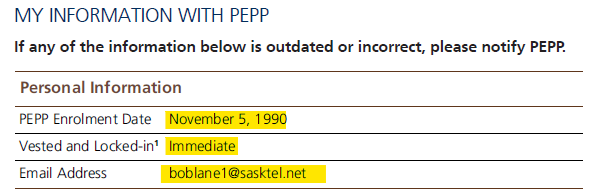 MY INFORMATION WITH PEPP
If any of the information below is outdated or incorrect, please notify PEPP.
Personal Information
PEPP Enrolment Date November 5, 1990
Vested and Locked-in¹ Immediate
Email Address boblane1@sasktel.net